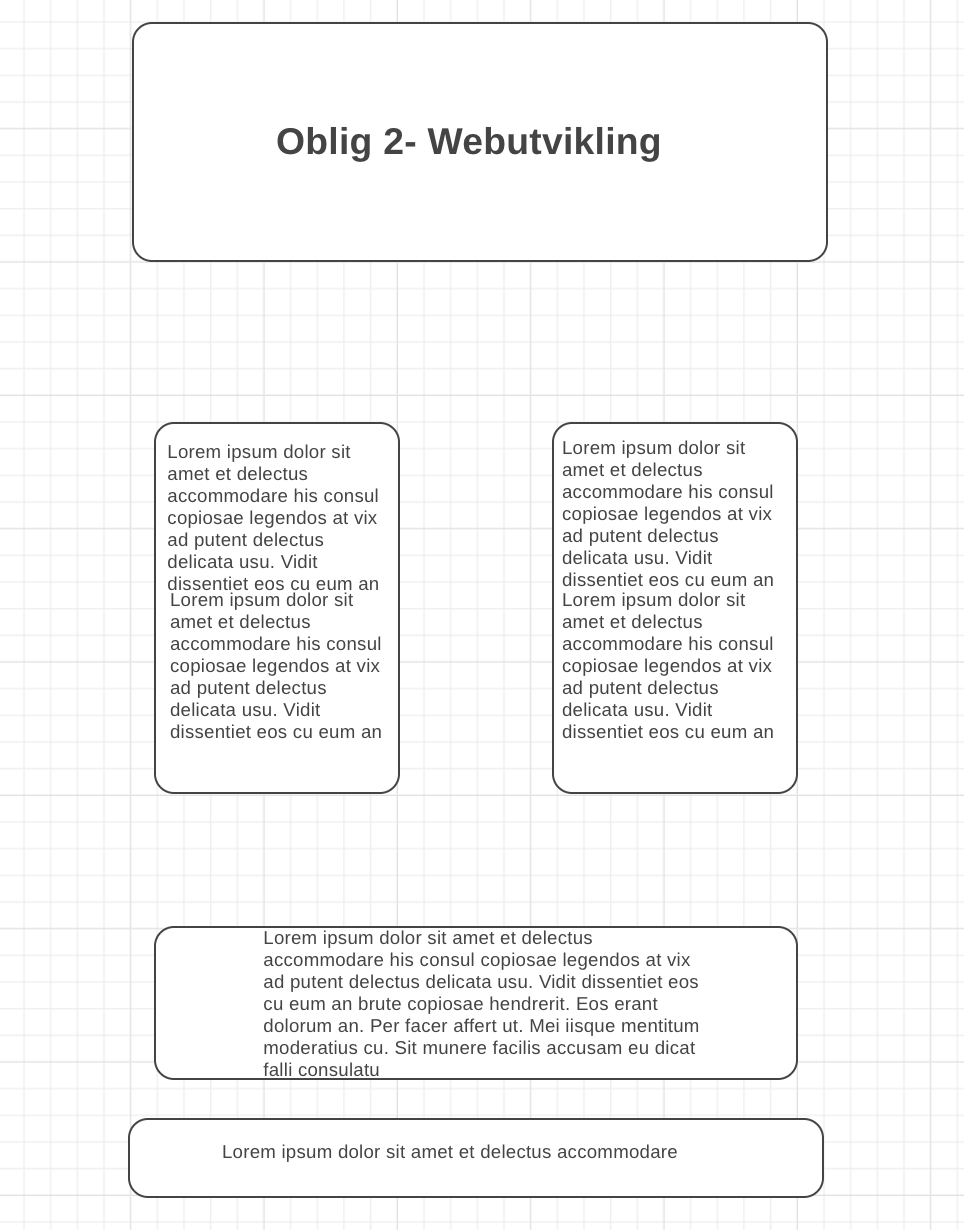 Oblig 2- Webutvikling
Lorem ipsum dolor sit
amet et delectus
accommodare his consul
copiosae legendos at vix
ad putent delectus
delicata usu. Vidit
dissentiet eos cu eum an
Lorem ipsum dolor sit
amet et delectus
accommodare his consul
copiosae legendos at vix
ad putent delectus
delicata usu. Vidit
dissentiet eos cu eum an
Lorem ipsum dolor sit
amet et delectus
accommodare his consul
copiosae legendos at vix
ad putent delectus
delicata usu. Vidit
dissentiet eos cu eum an
Lorem ipsum dolor sit
amet et delectus
accommodare his consul
copiosae legendos at vix
ad putent delectus
delicata usu. Vidit
dissentiet eos cu eum an
Lorem ipsum dolor sit amet et delectus
accommodare his consul copiosae legendos at vix
ad putent delectus delicata usu. Vidit dissentiet eos
cu eum an brute copiosae hendrerit. Eos erant
dolorum an. Per facer affert ut. Mei iisque mentitum
moderatius cu. Sit munere facilis accusam eu dicat
falli consulatu
Lorem ipsum dolor sit amet et delectus accommodare